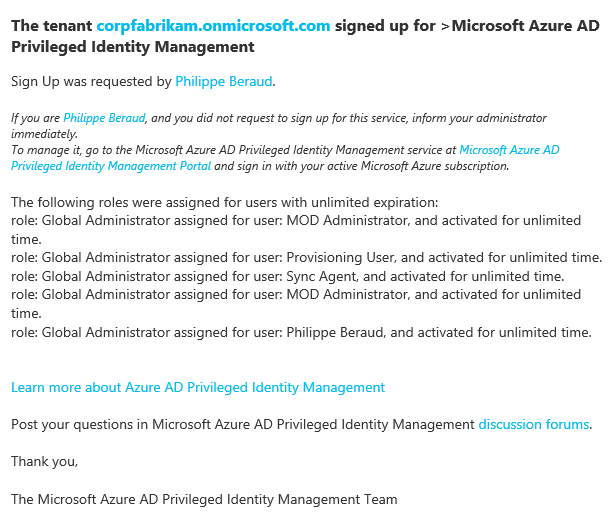 The tenant corpfabrikam.onmicrosoft.com signed up for >Microsoft Azure AD
Privileged Identity Management
Sign Up was requested by Philippe Beraud.
If you are Philippe Beraud, and you did not request to sign up for this service, inform your administrator
immediately.
To manage it, go to the Microsoft Azure AD Privileged Identity Management service at Microsoft Azure AD
Privileged Identity Management Portal and sign in with your active Microsoft Azure subscription.
The following roles were assigned for users with unlimited expiration:
role: Global Administrator assigned for user: MOD Administrator, and activated for unlimited
time.
role: Global Administrator assigned for user: Provisioning User, and activated for unlimited time.
role: Global Administrator assigned for user: Sync Agent, and activated for unlimited time.
role: Global Administrator assigned for user: MOD Administrator, and activated for unlimited
time.
role: Global Administrator assigned for user: Philippe Beraud, and activated for unlimited time.
Learn more about Azure AD Privileged Identity Management
Post your questions in Microsoft Azure AD Privileged Identity Management discussion forums.
Thank you,
The Microsoft Azure AD Privileged Identity Management Team